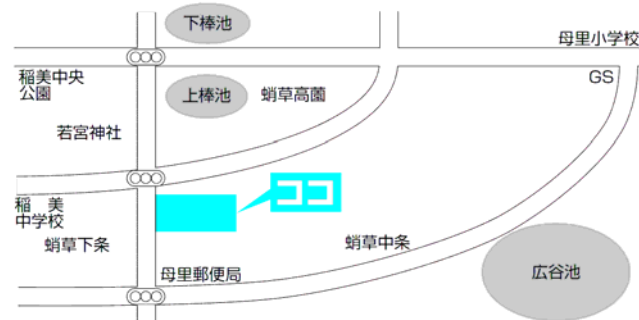 下棒池
母里小学校
稲美中央
公園
上棒池
蛸草高薗
GS
若宮神社
ココ
稲　美
中学校
蛸草下条
蛸草中条
母里郵便局
広谷池